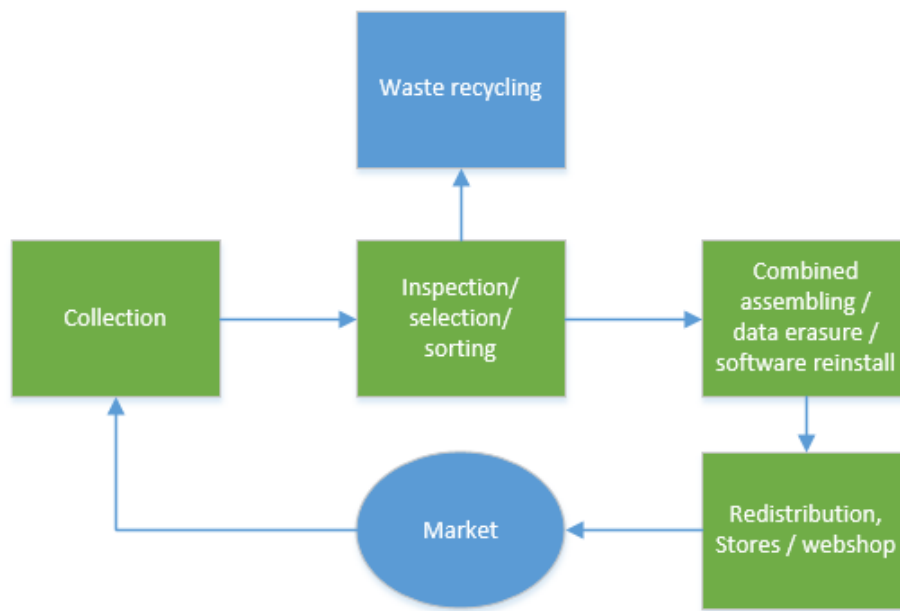 Waste recycling
Collection
Inspection/
selection/
sorting
Combined
assembling /
data erasure /
software reinstall
Market
Redistribution,
Stores / webshop